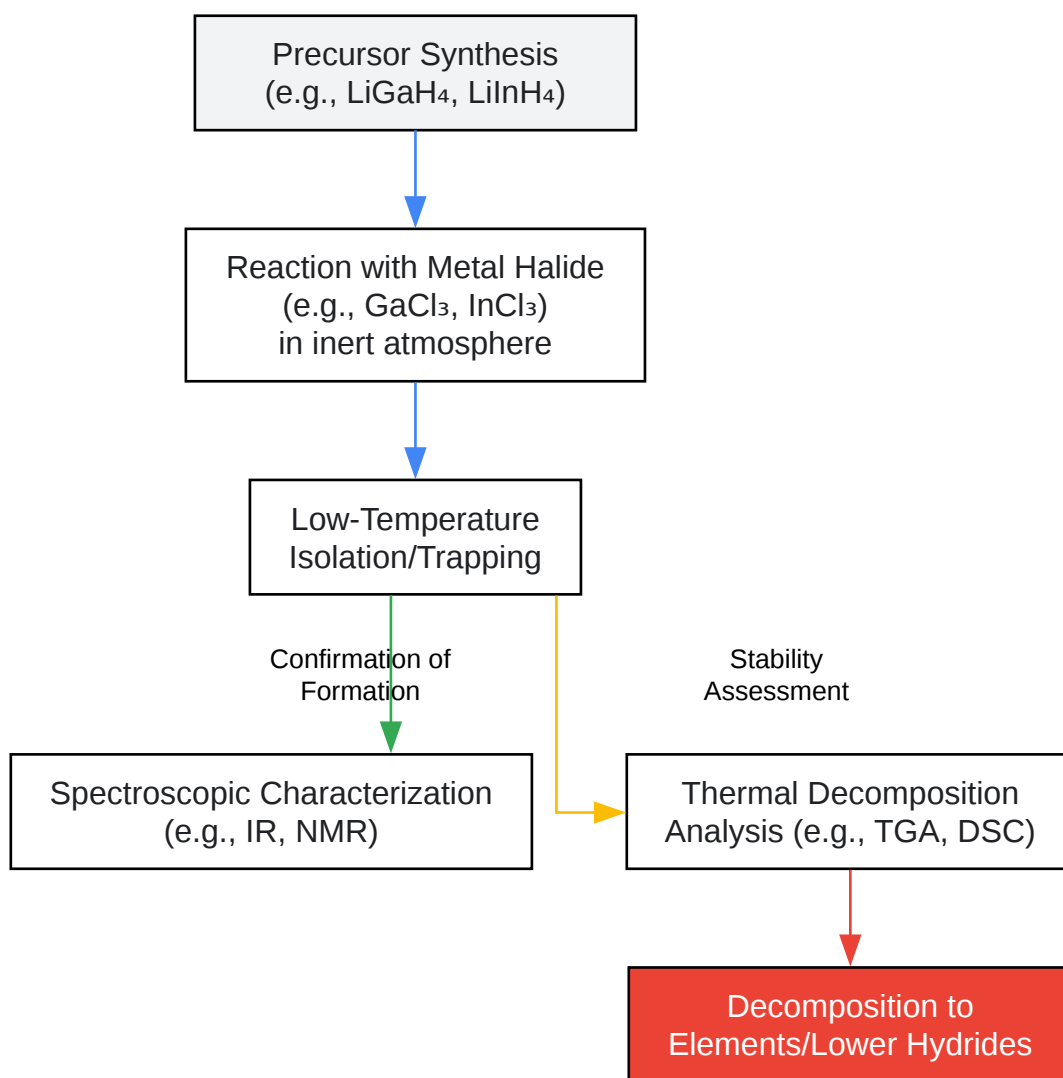 Precursor Synthesis
(e.g., LiGaH₄, LiInH₄)
Reaction with Metal Halide
(e.g., GaCl₃, InCl₃)
in inert atmosphere
Low-Temperature
Isolation/Trapping
Confirmation of
Formation
Stability
Assessment
Spectroscopic Characterization
(e.g., IR, NMR)
Thermal Decomposition
Analysis (e.g., TGA, DSC)
Decomposition to
Elements/Lower Hydrides